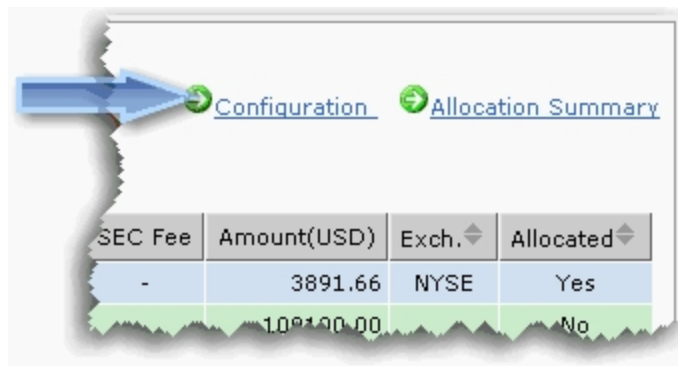 Configuration Allocation Summary
SEC Fee Amount(USD) Exch. Allocated
- 3891.66 NYSE Yes
No